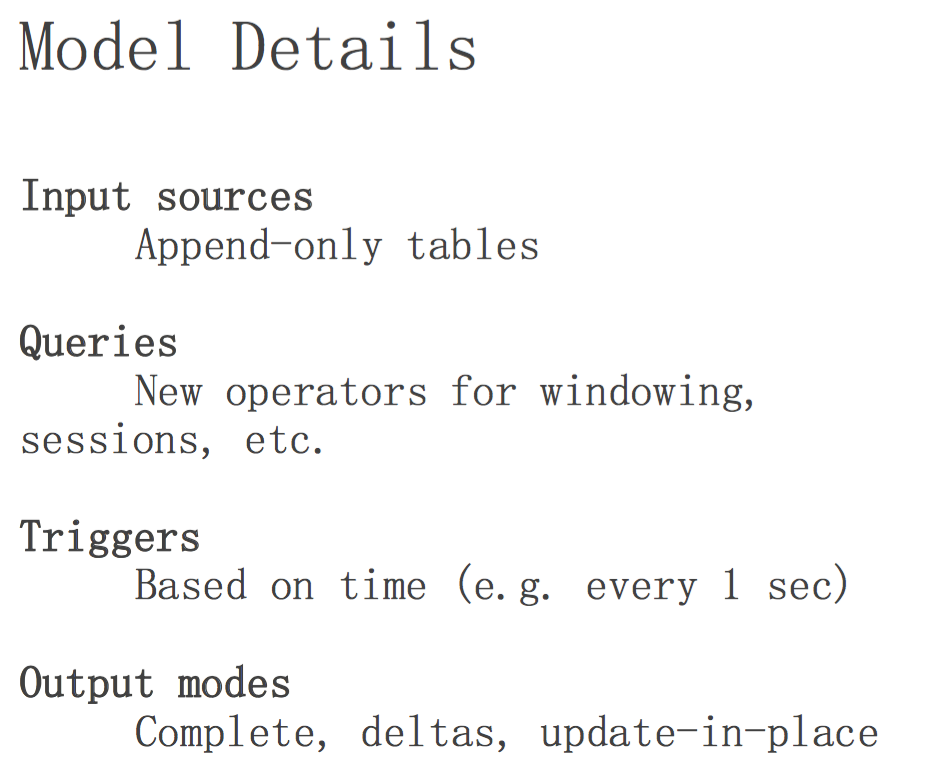 Model Details
Input sources
Append-only tables
Queries
New operators for windowing,
sessions, etc.
Triggers
Based on time (e.g. every 1 sec)
Output modes
Complete, deltas, update-in-place